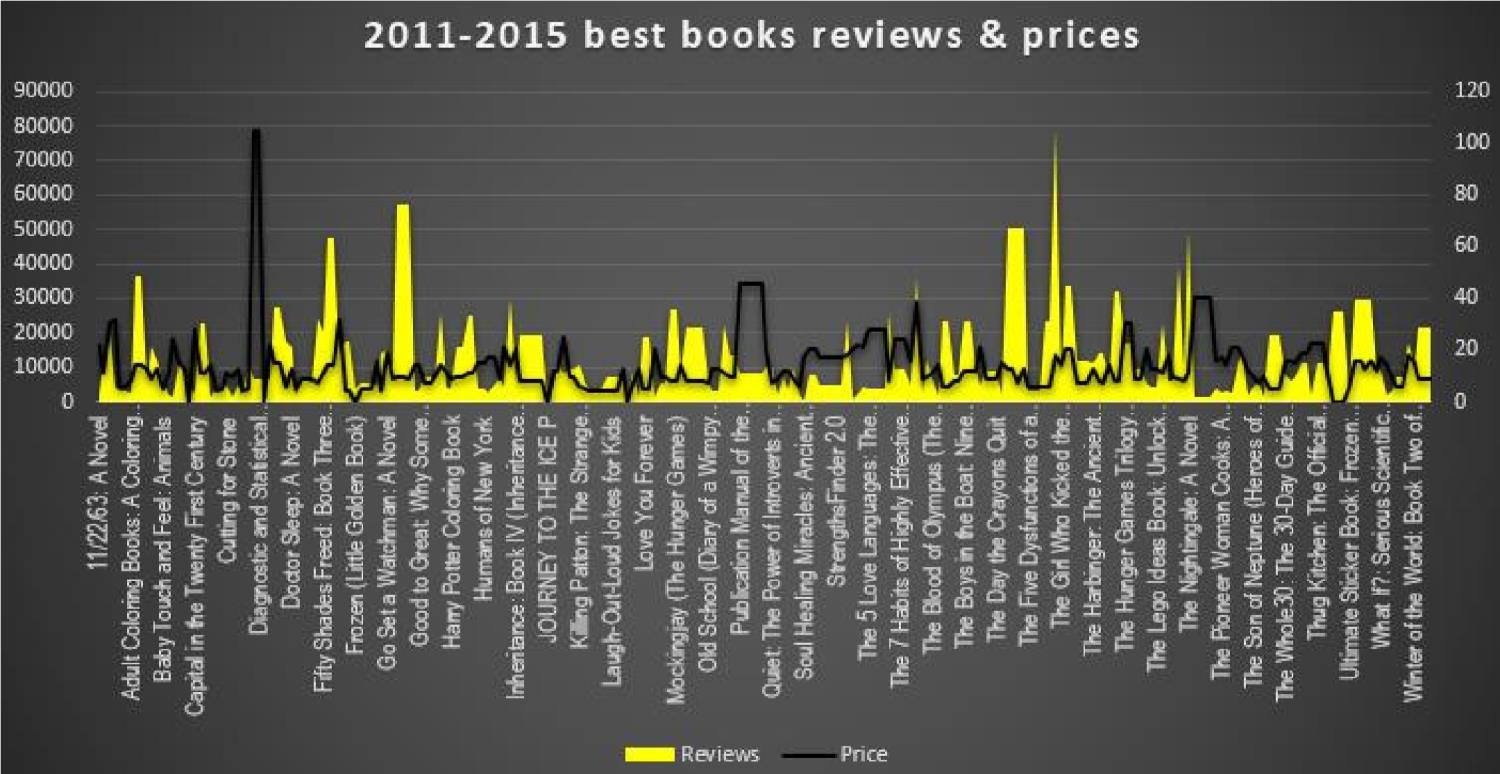 2011-2015 best books reviews & prices
90000
80000
70000
60000
50000
40000
30000
20000
10000
0
120
100
80
60
40
20
0
11/22/63: A Novel
Adult Coloring Books: A Coloring..
Baby Touch and Feel: Animals
Capital in the Twenty First Century
Cutting for Stone
Diagnostic and Statistical..
Doctor Sleep: A Novel
Fifty Shades Freed: Book Three..
Frozen (Little Golden Book)
Go Set a Watchman: A Novel
Good to Great: Why Some..
Harry Potter Coloring Book
Humans of New York
Inheritance: Book IV (Inheritance..
JOURNEY TO THE ICE P
Killing Patton: The Strange..
Laugh-Out-Loud Jokes for Kids
Love You Forever
Mockingjay (The Hunger Games)
Old School (Diary of a Wimpy..
Publication Manual of the..
Quiet: The Power of Introverts in..
Soul Healing Miracles: Ancient..
StrengthsFinder 2.0
The 5 Love Languages: The..
The 7 Habits of Highly Effective..
The Blood of Olympus (The..
The Boys in the Boat: Nine..
The Day the Crayons Quit
The Five Dysfunctions of a..
The Girl Who Kicked the..
The Harbinger: The Ancient..
The Hunger Games Trilogy..
The Lego Ideas Book: Unlock..
The Nightingale: A Novel
The Pioneer Woman Cooks: A..
The Son of Neptune (Heroes of..
The Whole30: The 30-Day Guide..
Thug Kitchen: The Official..
Ultimate Sticker Book: Frozen:..
What If?: Serious Scientific..
Winter of the World: Book Two of..
Reviews
Price